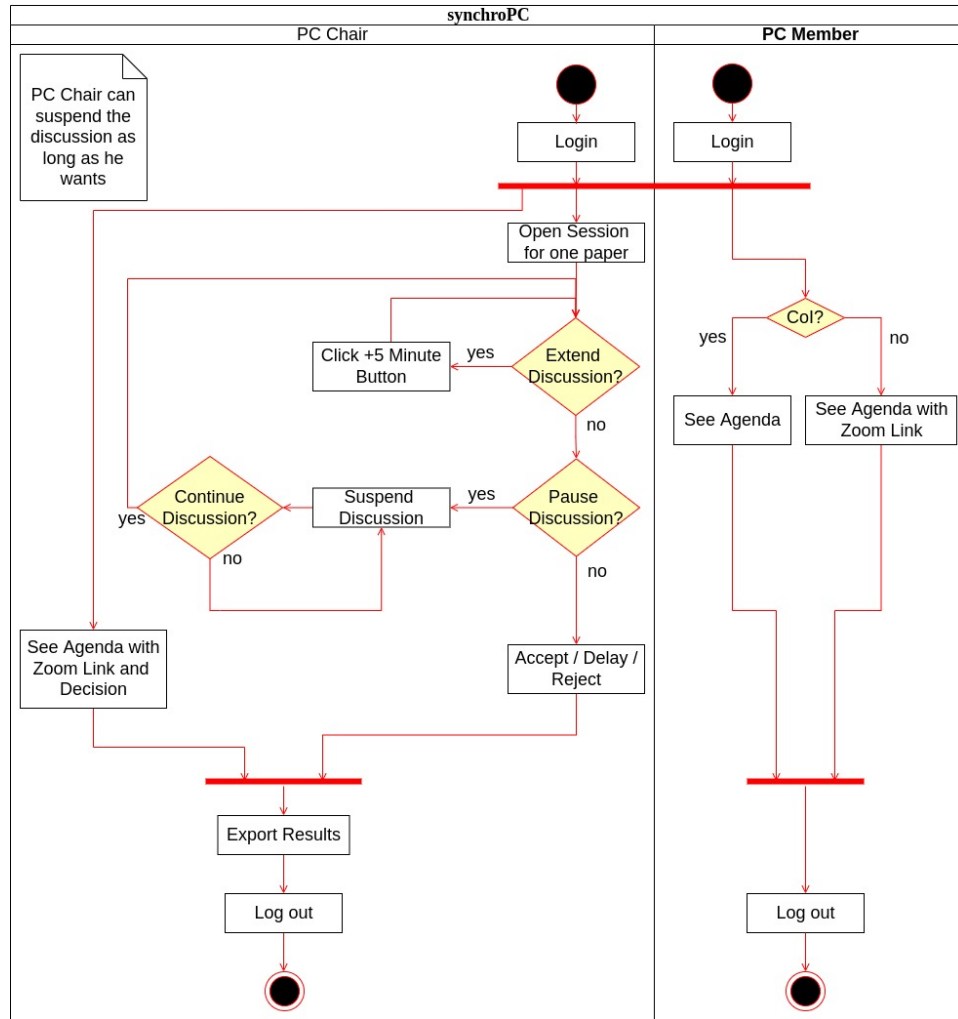 synchroPC
PC Chair
PC Member
PC Chair can
suspend the
discussion as
long as he
wants
Login
Login
Open Session
for one paper
CoI?
yes
no
Extend
Discussion?
yes
Click +5 Minute
Button
no
See Agenda
See Agenda with
Zoom Link
Pause
Discussion?
yes
Suspend
Discussion
Continue
Discussion?
yes
no
no
See Agenda with
Zoom Link and
Decision
Accept / Delay /
Reject
Export Results
Log out
Log out